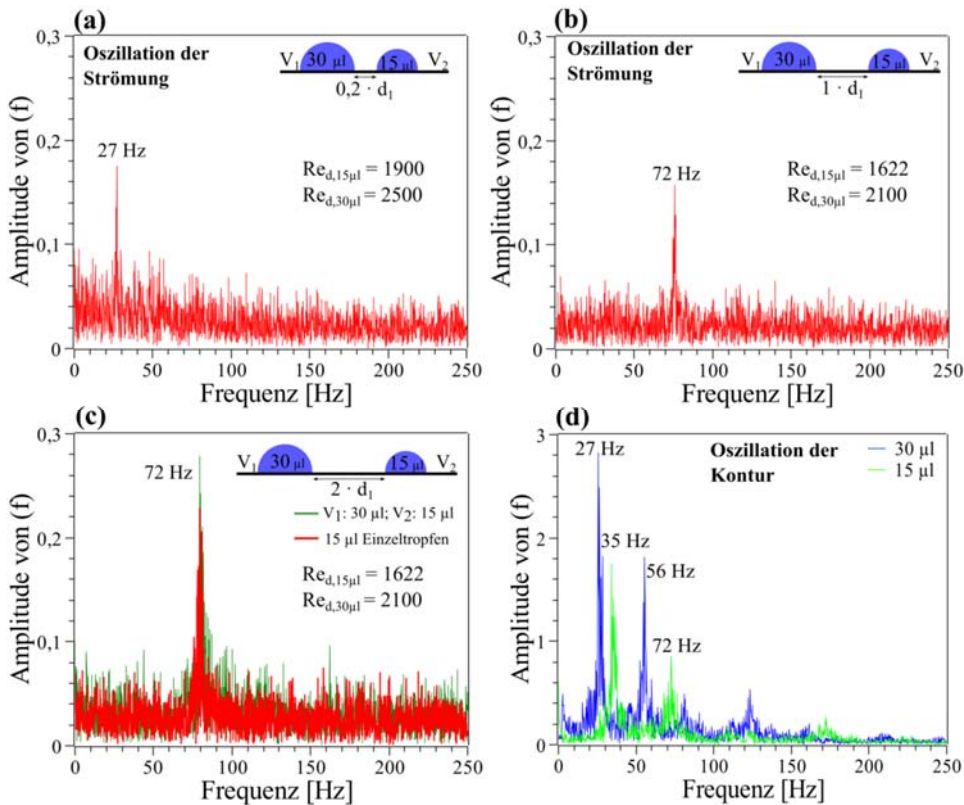 (a)
0,3
Oszillation der
Strömung
V₁ 30 µl 15 µl V₂
0,2 · d₁
0,2
27 Hz
Re_d,15µl = 1900
Re_d,30µl = 2500
0,1
0
Amplitude von (f)
0 50 100 150 200 250
Frequenz [Hz]
(b)
0,3
Oszillation der
Strömung
V₁ 30 µl 15 µl V₂
1 · d₁
0,2
72 Hz
Re_d,15µl = 1622
Re_d,30µl = 2100
0,1
0
Amplitude von (f)
0 50 100 150 200 250
Frequenz [Hz]
(c)
0,3
V₁ 30 µl 15 µl V₂
72 Hz
2 · d₁
V₁: 30 µl; V₂: 15 µl
0,2
15 µl Einzeltropfen
Re_d,15µl = 1622
Re_d,30µl = 2100
0,1
0
Amplitude von (f)
0 50 100 150 200 250
Frequenz [Hz]
(d)
3
27 Hz
Oszillation der
Kontur
30 µl
15 µl
2
35 Hz
56 Hz
1
72 Hz
0
Amplitude von (f)
0 50 100 150 200 250
Frequenz [Hz]